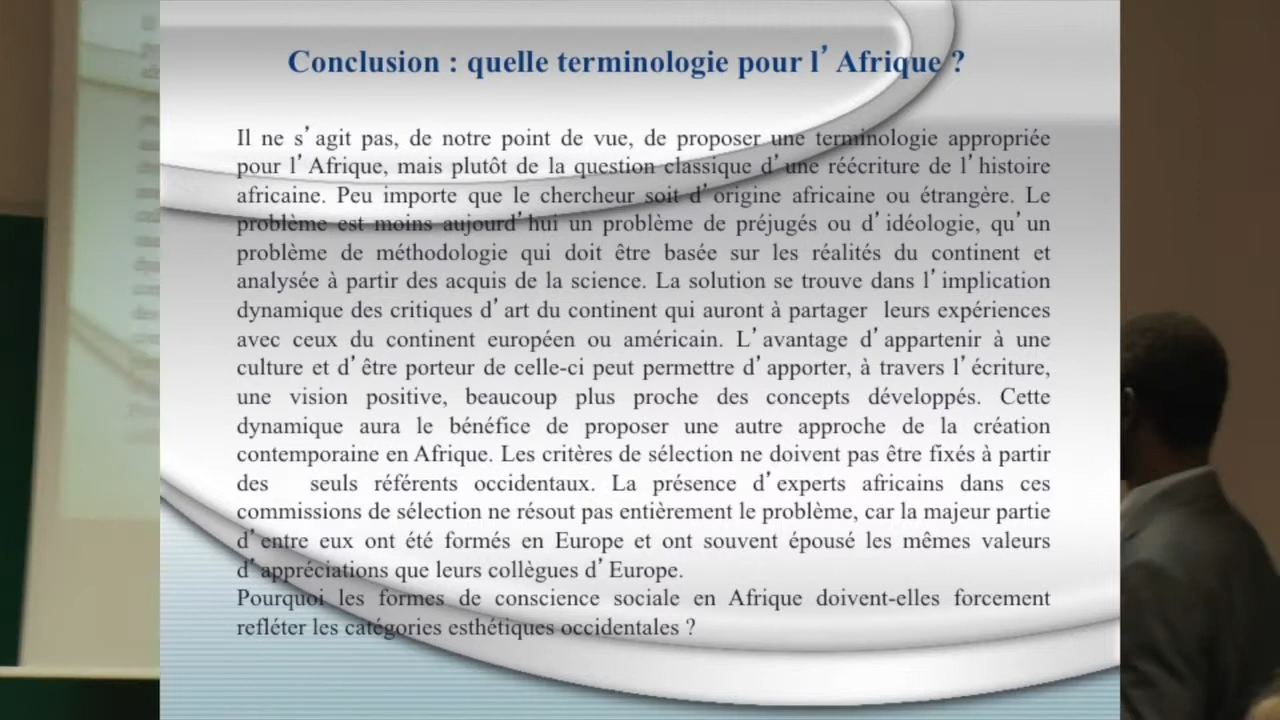 Conclusion : quelle terminologie pour l’Afrique ?
Il ne s’agit pas, de notre point de vue, de proposer une terminologie appropriée
pour l’Afrique, mais plutôt de la question classique d’une réécriture de l’histoire
africaine. Peu importe que le chercheur soit d’origine africaine ou étrangère. Le
problème est moins aujourd’hui un problème de préjugés ou d’idéologie, qu’un
problème de méthodologie qui doit être basée sur les réalités du continent et
analysée à partir des acquis de la science. La solution se trouve dans l’implication
dynamique des critiques d’art du continent qui auront à partager leurs expériences
avec ceux du continent européen ou américain. L’avantage d’appartenir à une
culture et d’être porteur de celle-ci peut permettre d’apporter, à travers l’écriture,
une vision positive, beaucoup plus proche des concepts développés. Cette
dynamique aura le bénéfice de proposer une autre approche de la création
contemporaine en Afrique. Les critères de sélection ne doivent pas être fixés à partir
des seuls référents occidentaux. La présence d’experts africains dans ces
commissions de sélection ne résout pas entièrement le problème, car la majeur partie
d’entre eux ont été formés en Europe et ont souvent épousé les mêmes valeurs
d’appréciations que leurs collègues d’Europe.
Pourquoi les formes de conscience sociale en Afrique doivent-elles forcement
refléter les catégories esthétiques occidentales ?